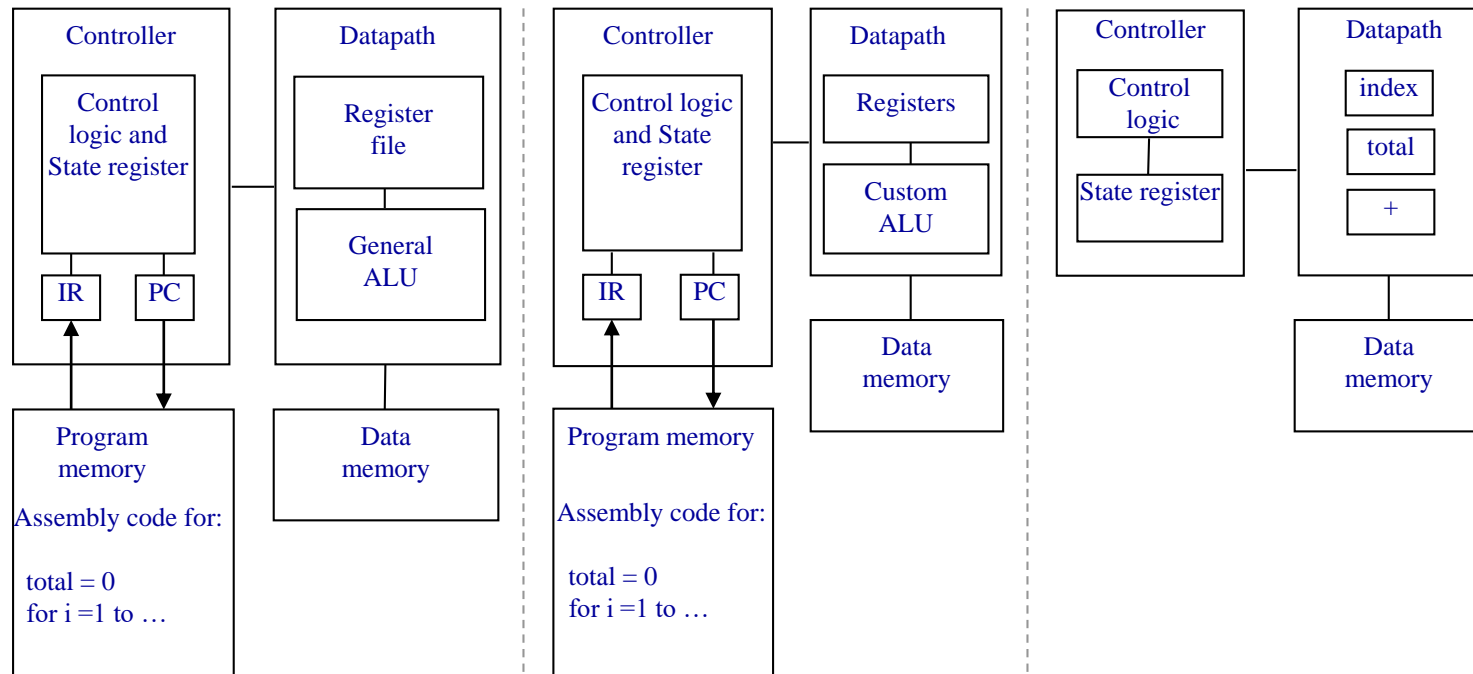 Controller
Control
logic and
State register
IR
PC
Datapath
Register
file
General
ALU
Data
memory
Program
memory
Assembly code for:
total = 0
for i =1 to …
Controller
Control logic
and State
register
IR
PC
Datapath
Registers
Custom
ALU
Data
memory
Program memory
Assembly code for:
total = 0
for i =1 to …
Controller
Control
logic
State register
Datapath
index
total
+
Data
memory